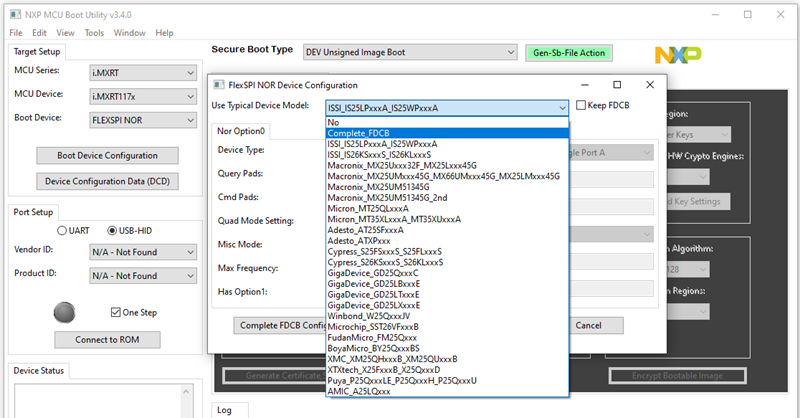 NXP MCU Boot Utility v3.4.0
File Edit View Tools Window Help
Target Setup
MCU Series: i.MXRT
MCU Device: i.MXRT117x
Boot Device: FLEXSPI NOR
Boot Device Configuration
Device Configuration Data (DCD)
Port Setup
UART USB-HID
Vendor ID: N/A - Not Found
Product ID: N/A - Not Found
One Step
Connect to ROM
Device Status
Secure Boot Type DEV Unsigned Image Boot Gen-Sb-File Action
NXP
FlexSPI NOR Device Configuration
Use Typical Device Model: ISSI_IS25LPxxxA_IS25WPxxxA Keep FDCB
Nor Option0
Device Type:
Query Pads:
Cmd Pads:
Quad Mode Setting:
Misc Mode:
Max Frequency:
Has Option1:
Complete FDCB Config
No
Complete_FDCB
ISSI_IS25LPxxxA_IS25WPxxxA
ISSI_IS26KSxxxS_IS26KLxxxS
Macronix_MX25Uxxx32F_MX25Lxxx45G
Macronix_MX25UMxxx45G_MX66UMxxx45G_MX25LMxxx45G
Macronix_MX25UM51345G
Macronix_MX25UM51345G_2nd
Micron_MT25QLxxxA
Micron_MT35XLxxxA_MT35XUxxxA
Adesto_AT25SFxxxA
Adesto_ATXPxxx
Cypress_S25FSxxxS_S25FLxxxS
Cypress_S26KSxxxS_S26KLxxxS
GigaDevice_GD25QxxxC
GigaDevice_GD25LBxxxE
GigaDevice_GD25LTxxxE
GigaDevice_GD25LXxxxE
Winbond_W25QxxxJV
Microchip_SST26VFxxxB
FudanMicro_FM25Qxxx
BoyaMicro_BY25QxxxBS
XMC_XM25QHxxxB_XM25QUxxxB
XTXtech_X25FxxxB_X25QxxxD
Puya_P25QxxxLE_P25QxxxH_P25QxxxU
AMIC_A25LQxxx
gle Port A
Cancel
egion:
er Keys
HW Crypto Engines:
d Key Settings
n Algorithm:
128
n Regions:
Generate Certificate,
Encrypt Bootable Image
Log